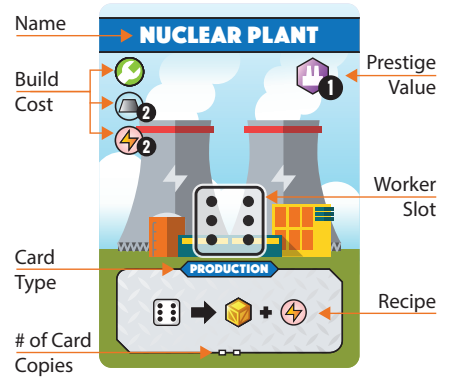 Name
NUCLEAR PLANT
Build
Cost
2
2
1
Prestige
Value
Worker
Slot
Card
Type
PRODUCTION
+
Recipe
# of Card
Copies